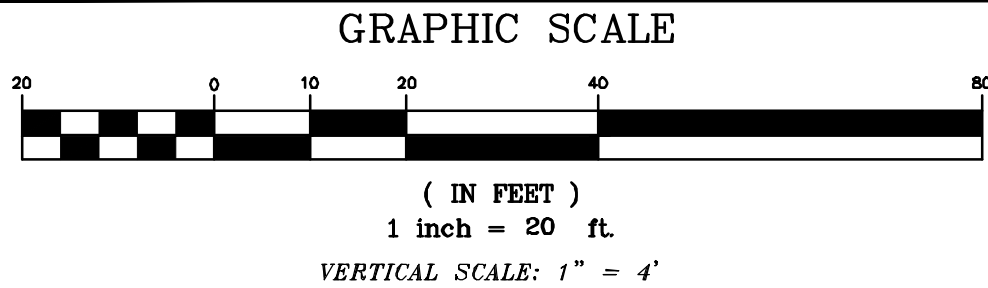 GRAPHIC SCALE
20 0 10 20 40 80
( IN FEET )
1 inch = 20 ft.
VERTICAL SCALE: 1" = 4'